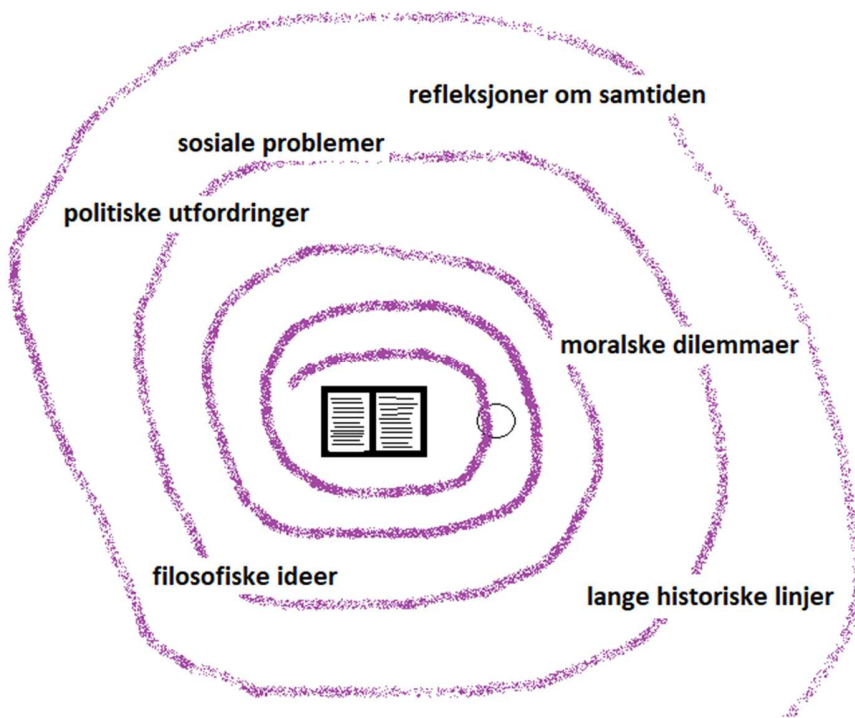 refleksjoner om samtiden
sosiale problemer
politiske utfordringer
moralske dilemmaer
filosofiske ideer
lange historiske linjer